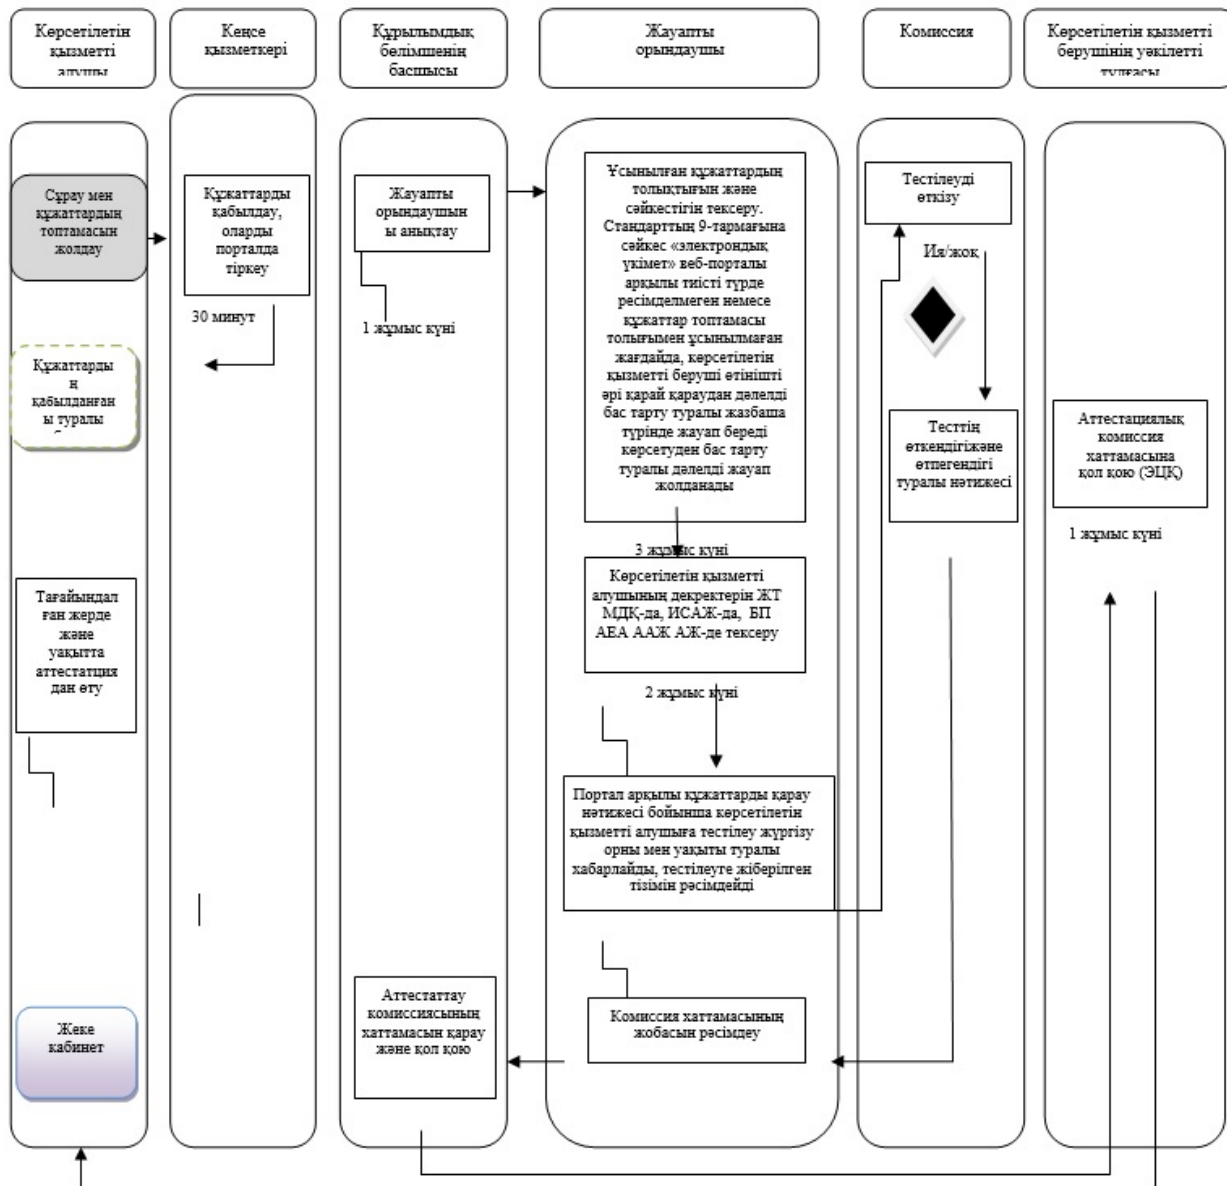 Көрсетілетін
қызметті
алушы
Кеңсе
қызметкері
Құрылымдық
бөлімшенің
басшысы
Жауапты
орындаушы
Комиссия
Көрсетілетін қызметті
берушінің уәкілетті
тұлғасы
Сұрау мен
құжаттардың
топтамасын
жолдау
Құжаттарды
ң
қабылданған
ы туралы
Тағайындал
ған жерде
және
уақытта
аттестатция
дан өту
Жеке
кабинет
Құжаттарды
қабылдау,
оларды
порталда
тіркеу
30 минут
Жауапты
орындаушын
ы анықтау
1 жұмыс күні
Аттестаттау
комиссиясының
хаттамасын қарау
және қол қою
Ұсынылған құжаттардың
толықтығын және
сәйкестігін тексеру.
Стандарттың 9-тармағына
сәйкес «электрондық
үкімет» веб-порталы
арқылы тиісті түрде
ресімделмеген немесе
құжаттар топтамасы
толығымен ұсынылмаған
жағдайда, көрсетілетін
қызметті беруші өтінішті
әрі қарай қараудан дәлелді
бас тарту туралы жазбаша
түрінде жауап береді
көрсетуден бас тарту
туралы дәлелді жауап
жолданады
3 жұмыс күні
Көрсетілетін қызметті
алушының декректерін ЖТ
МДҚ-да, ИСАЖ-да, БП
АЕА ААЖ АЖ-де тексеру
2 жұмыс күні
Портал арқылы құжаттарды қарау
нәтижесі бойынша көрсетілетін
қызметті алушыға тестілеу жүргізу
орны мен уақыты туралы
хабарлайды, тестілеуге жіберілген
тізімін рәсімдейді
Комиссия хаттамасының
жобасын рәсімдеу
Тестілеуді
өткізу
Ия/жоқ
Тесттің
өткендігіжәне
өтпегендігі
туралы нәтижесі
Аттестациялық
комиссия
хаттамасына
қол қою (ЭЦҚ)
1 жұмыс күні